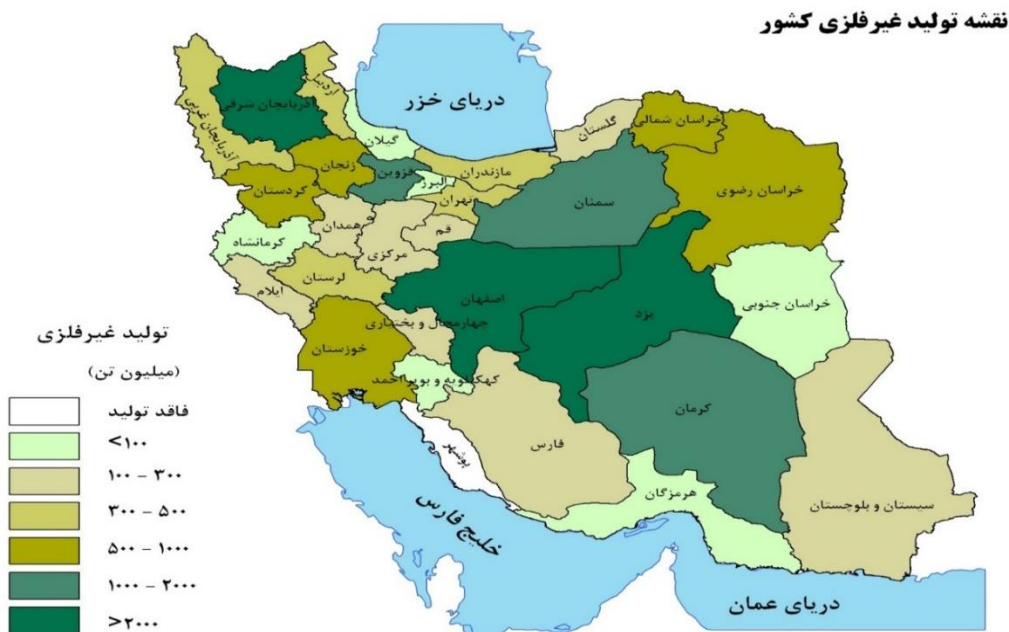 نقشه تولید غیرفلزی کشور
دریای خزر
اردبیل
آذربایجان شرقی
آذربایجان غربی
گیلان
گلستان
خراسان شمالی
زنجان
قزوین
البرز
مازندران
خراسان رضوی
کردستان
تهران
سمنان
همدان
قم
کرمانشاه
مرکزی
لرستان
ایلام
اصفهان
یزد
خراسان جنوبی
چهارمحال و بختیاری
خوزستان
کهکیلویه و بویراحمد
کرمان
فارس
بوشهر
هرمزگان
سیستان و بلوچستان
خلیج فارس
دریای عمان
تولید غیرفلزی
(میلیون تن)
فاقد تولید
<۱۰۰
۱۰۰ - ۳۰۰
۳۰۰ - ۵۰۰
۵۰۰ - ۱۰۰۰
۱۰۰۰ - ۲۰۰۰
>۲۰۰۰